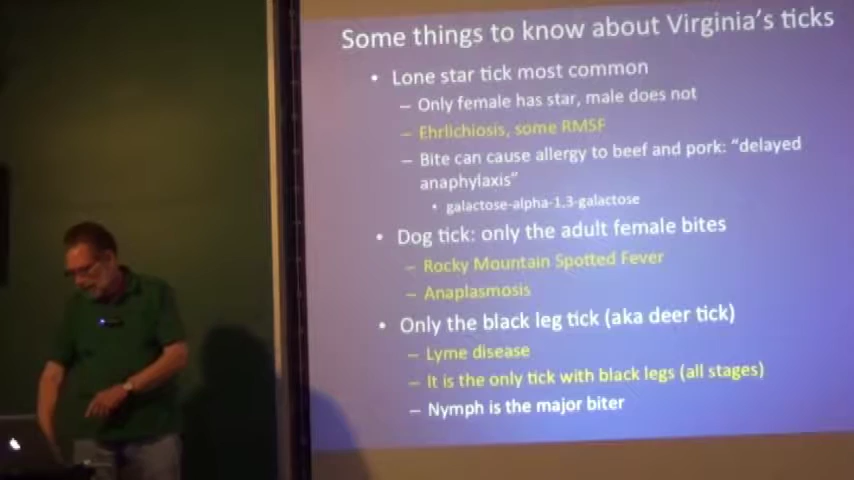 Some things to know about Virginia's ticks
• Lone star tick most common
– Only female has star, male does not
– Ehrlichiosis, some RMSF
– Bite can cause allergy to beef and pork: "delayed
anaphylaxis"
• galactose-alpha-1,3-galactose
• Dog tick: only the adult female bites
– Rocky Mountain Spotted Fever
– Anaplasmosis
• Only the black leg tick (aka deer tick)
– Lyme disease
– It is the only tick with black legs (all stages)
– Nymph is the major biter